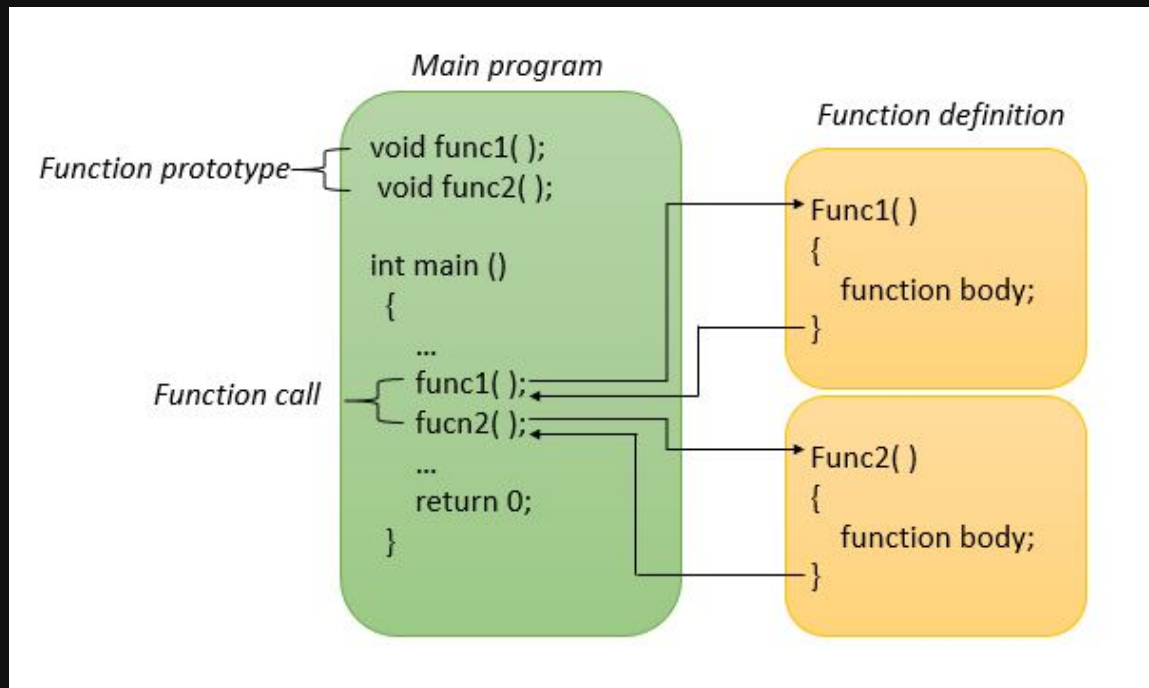 Main program
Function prototype
void func1( );
void func2( );
int main ()
{
...
Function call
func1( );
fucn2( );
...
return 0;
}
Function definition
Func1( )
{
function body;
}
Func2( )
{
function body;
}